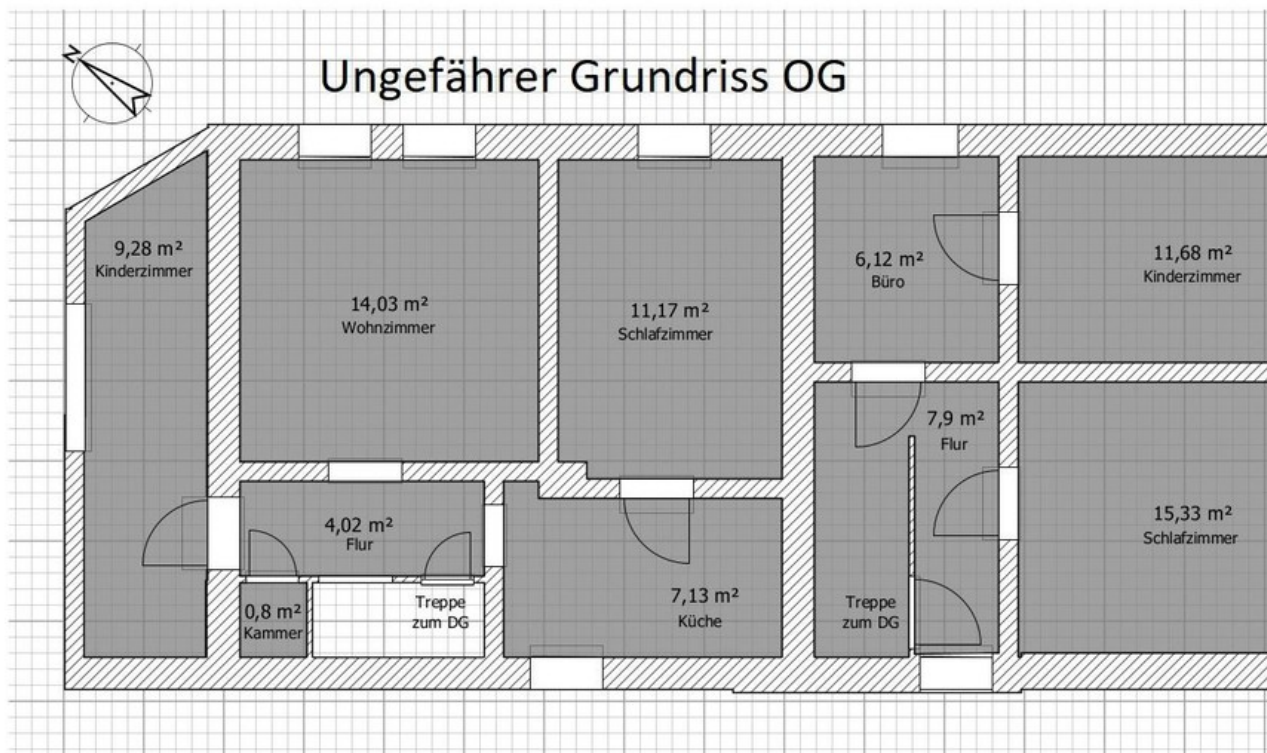 N
Ungefährer Grundriss OG
9,28 m²
Kinderzimmer
14,03 m²
Wohnzimmer
11,17 m²
Schlafzimmer
6,12 m²
Büro
11,68 m²
Kinderzimmer
7,9 m²
Flur
4,02 m²
Flur
15,33 m²
Schlafzimmer
0,8 m²
Kammer
Treppe
zum DG
7,13 m²
Küche
Treppe
zum DG